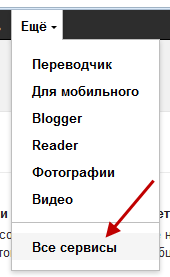 Ещё
Переводчик
Для мобильного
Blogger
Reader
Фотографии
Видео
Все сервисы